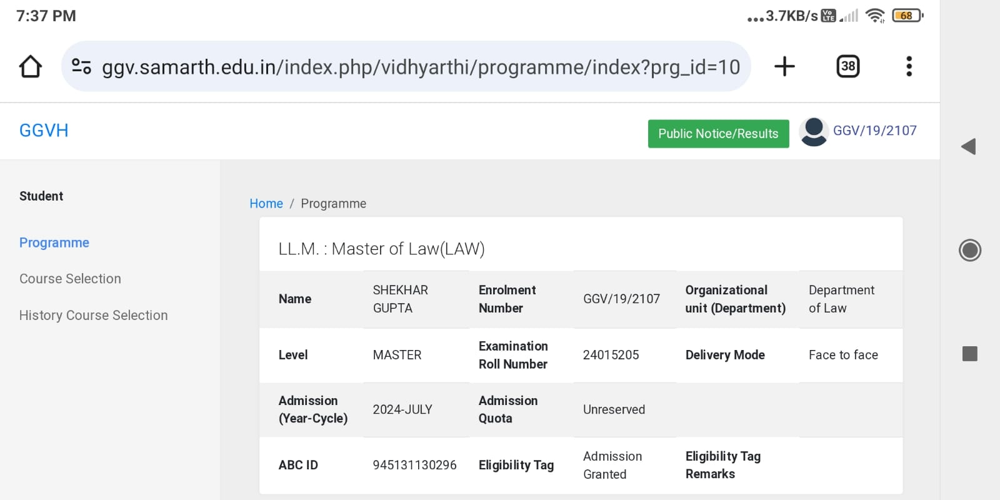 7:37 PM
...3.7KB/s Vo LTE 68
ggv.samarth.edu.in/index.php/vidhyarthi/programme/index?prg_id=10
38
GGVH
Public Notice/Results
GGV/19/2107
Student
Programme
Course Selection
History Course Selection
Home / Programme
LL.M. : Master of Law(LAW)
Name
SHEKHAR
GUPTA
Enrolment
Number
GGV/19/2107
Organizational
unit (Department)
Department
of Law
Level
MASTER
Examination
Roll Number
24015205
Delivery Mode
Face to face
Admission
(Year-Cycle)
2024-JULY
Admission
Quota
Unreserved
ABC ID
945131130296
Eligibility Tag
Admission
Granted
Eligibility Tag
Remarks